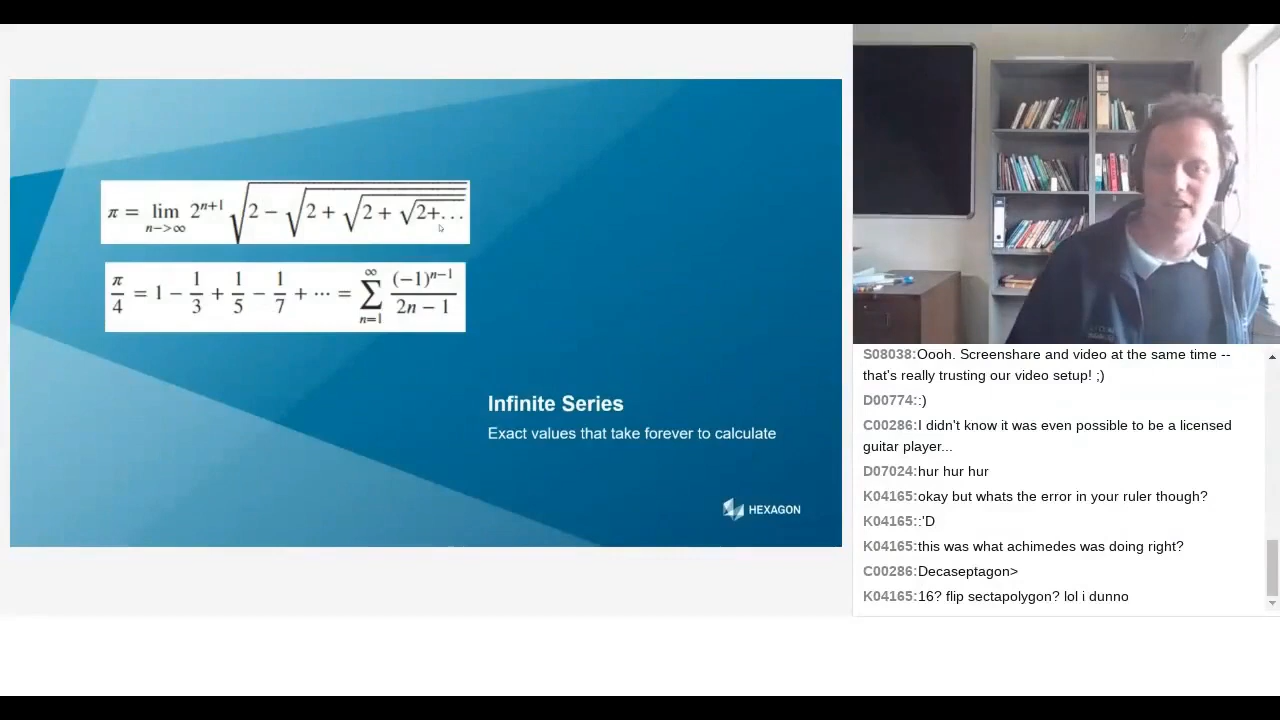 π = lim n−>∞ 2^{n+1} √(2 − √(2 + √(2 + √(2+...
π/4 = 1 − 1/3 + 1/5 − 1/7 + ··· = ∑_{n=1}^{∞} (−1)^{n−1}/(2n − 1)
Infinite Series
Exact values that take forever to calculate
HEXAGON
S08038:Oooh. Screenshare and video at the same time --
that's really trusting our video setup! ;)
D00774::)
C00286:I didn't know it was even possible to be a licensed
guitar player...
D07024:hur hur hur
K04165:okay but whats the error in your ruler though?
K04165::'D
K04165:this was what achimedes was doing right?
C00286:Decaseptagon>
K04165:16? flip sectapolygon? lol i dunno